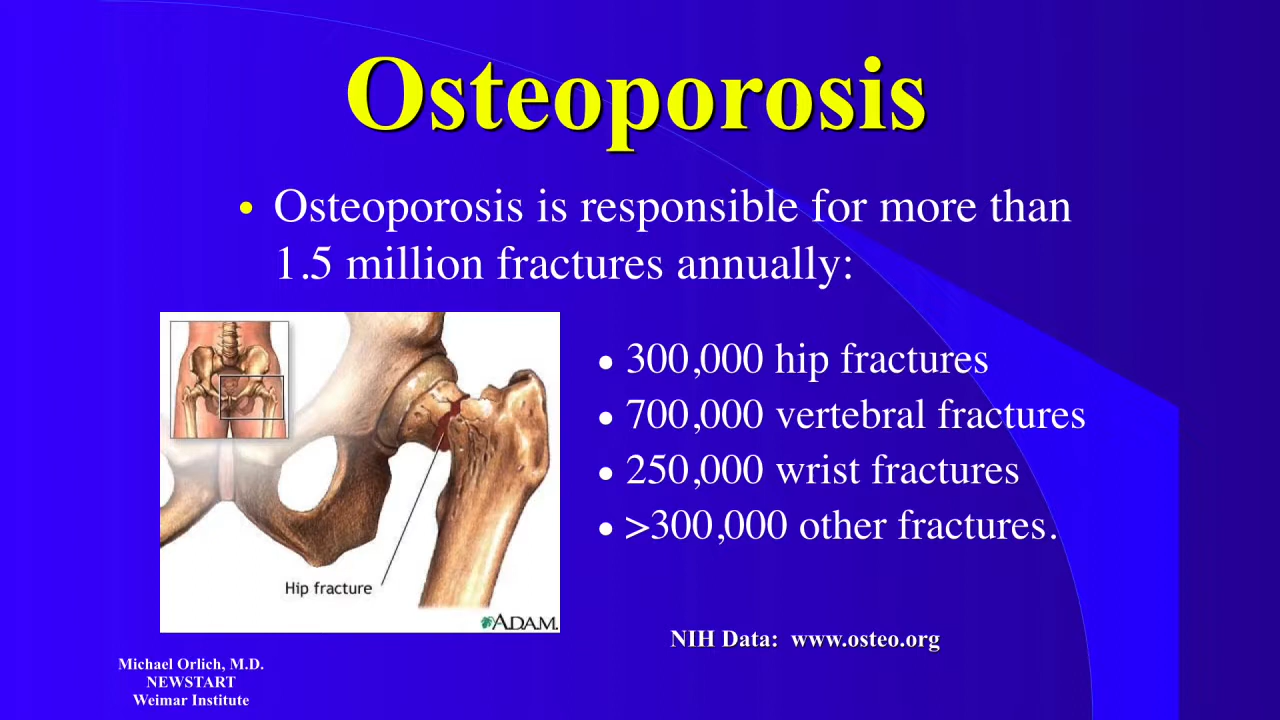 Osteoporosis
• Osteoporosis is responsible for more than
1.5 million fractures annually:
• 300,000 hip fractures
• 700,000 vertebral fractures
• 250,000 wrist fractures
• >300,000 other fractures.
Hip fracture
ADAM.
NIH Data: www.osteo.org
Michael Orlich, M.D.
NEWSTART
Weimar Institute